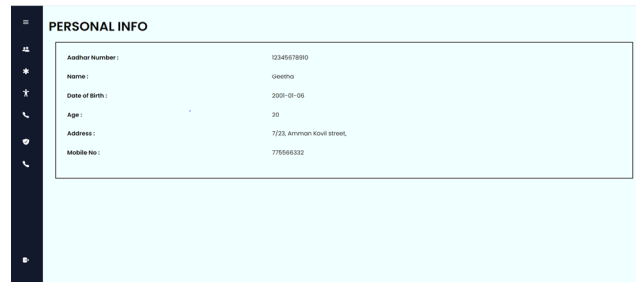 PERSONAL INFO
Aadhar Number : 12345678910
Name : Geetha
Date of Birth : 2001-01-06
Age : 20
Address : 7/23, Amman Kovil street,
Mobile No : 775566332